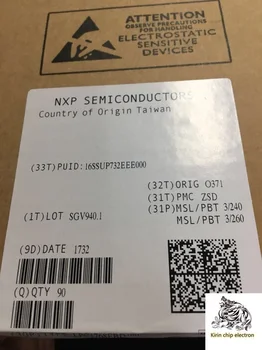 ATTENTION
OBSERVE PRECAUTIONS
FOR HANDLING
ELECTROSTATIC
SENSITIVE
DEVICES
NXP SEMICONDUCTORS
Country of Origin Taiwan
(33T) PUID: 16SSUP732EEE000
(32T) ORIG O371
(31T) PMC ZSD
(31P) MSL/PBT 3/240
MSL/PBT 3/260
(1T) LOT SGV940.1
(9D) DATE 1732
(Q) QTY 90
Kirin chip electron